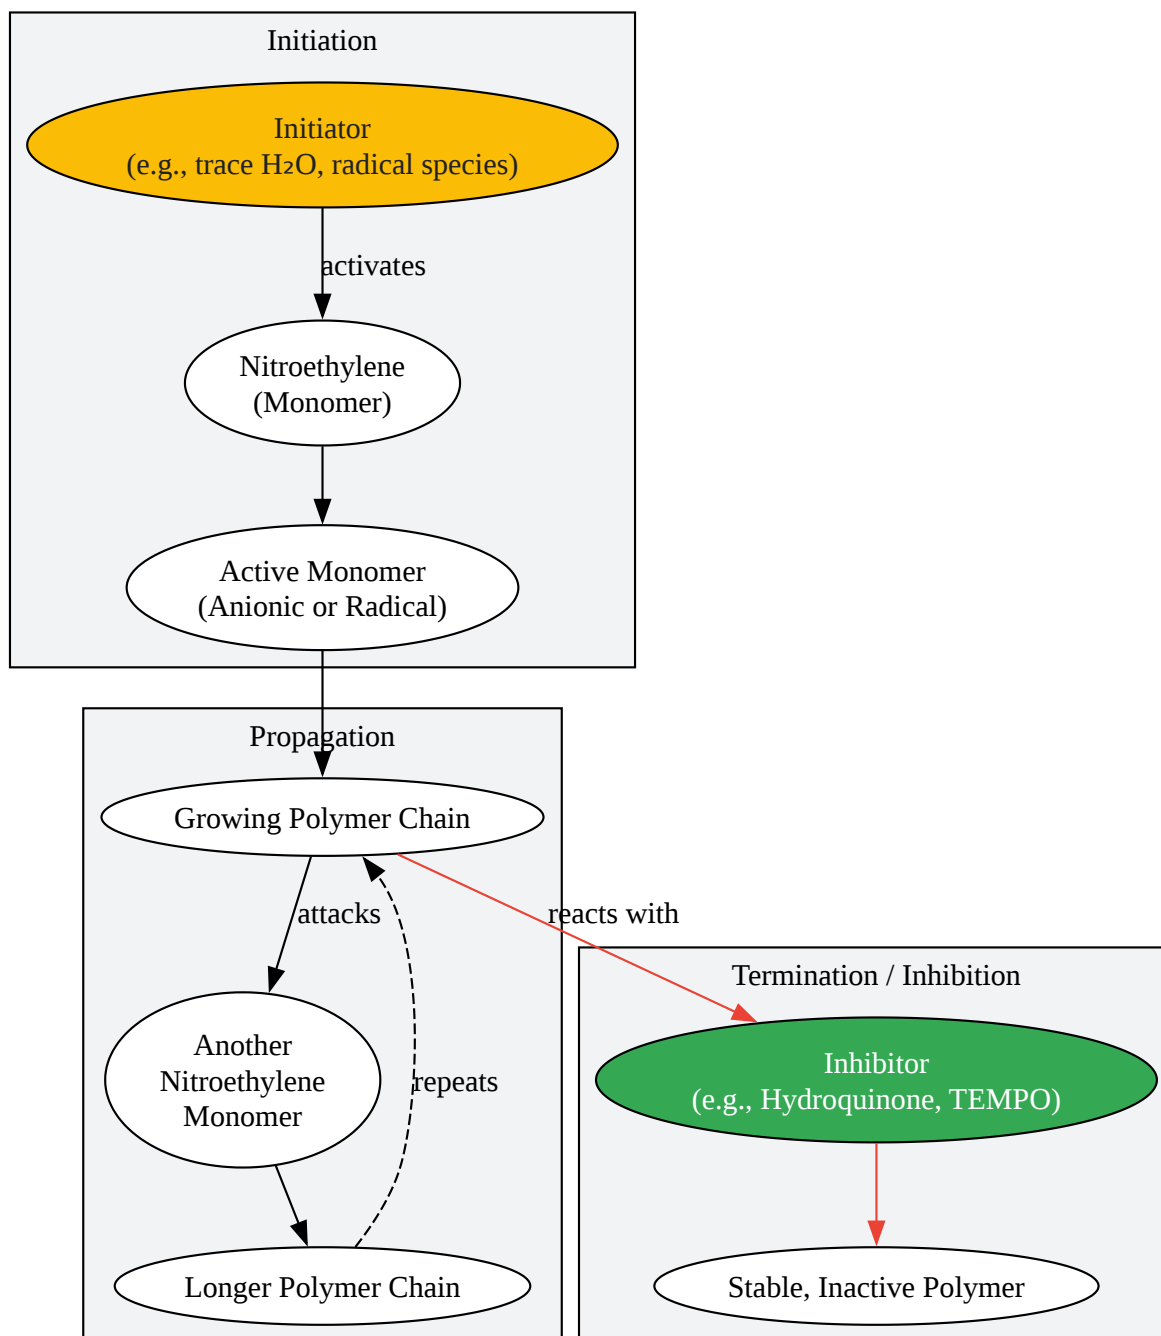 Initiation
Initiator
(e.g., trace H₂O, radical species)
activates
Nitroethylene
(Monomer)
Active Monomer
(Anionic or Radical)
Propagation
Growing Polymer Chain
attacks
reacts with
Another
Nitroethylene
Monomer
repeats
Longer Polymer Chain
Termination / Inhibition
Inhibitor
(e.g., Hydroquinone, TEMPO)
Stable, Inactive Polymer